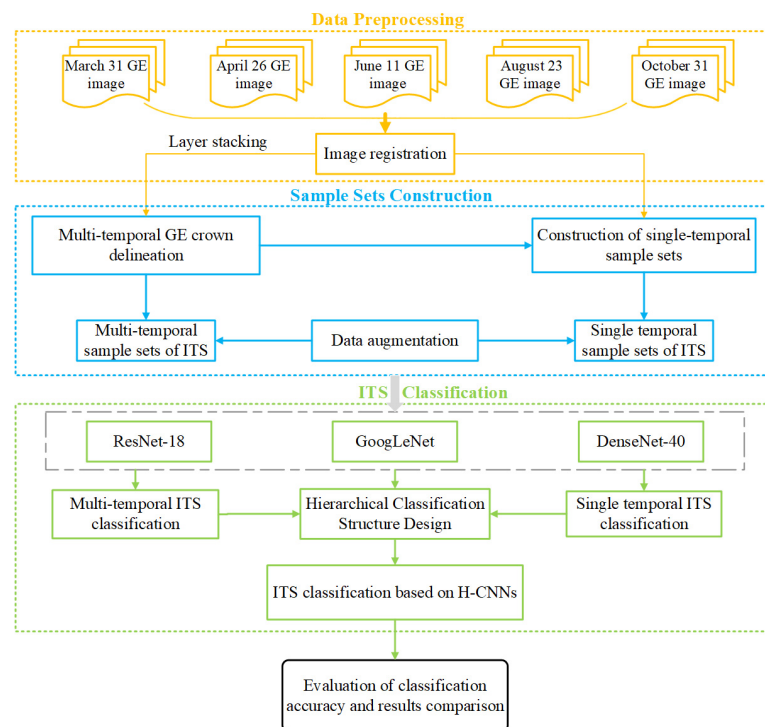 Data Preprocessing
March 31 GE
image
April 26 GE
image
June 11 GE
image
August 23
GE image
October 31
GE image
Layer stacking
Image registration
Sample Sets Construction
Multi-temporal GE crown
delineation
Construction of single-temporal
sample sets
Multi-temporal
sample sets of ITS
Data augmentation
Single temporal
sample sets of ITS
ITS Classification
ResNet-18
GoogLeNet
DenseNet-40
Multi-temporal ITS
classification
Hierarchical Classification
Structure Design
Single temporal ITS
classification
ITS classification based on H-CNNs
Evaluation of classification
accuracy and results comparison